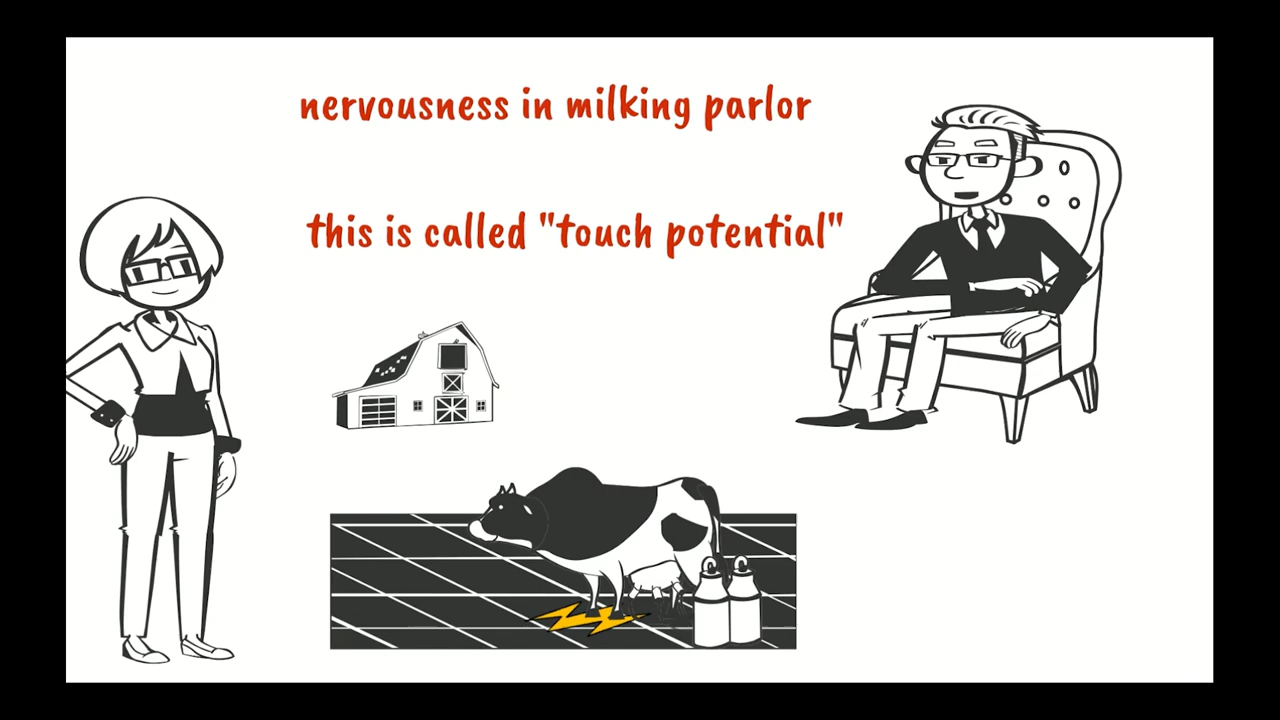 nervousness in milking parlor
this is called "touch potential"